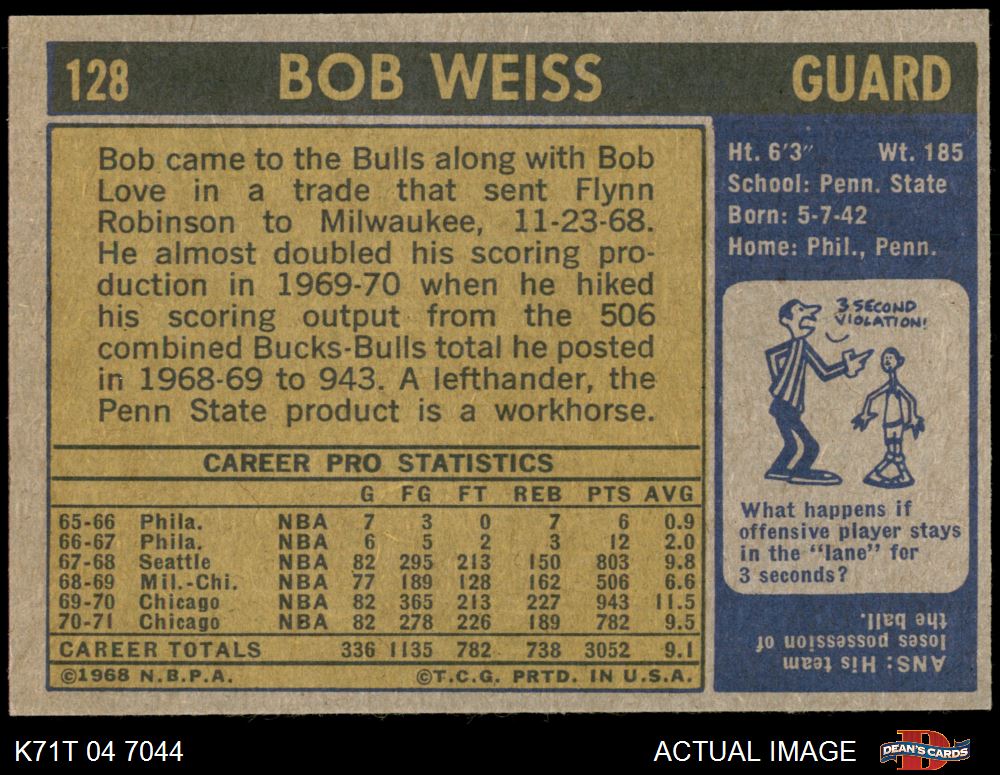 128 BOB WEISS GUARD
Bob came to the Bulls along with Bob
Love in a trade that sent Flynn
Robinson to Milwaukee, 11-23-68.
He almost doubled his scoring pro-
duction in 1969-70 when he hiked
his scoring output from the 506
combined Bucks-Bulls total he posted
in 1968-69 to 943. A lefthander, the
Penn State product is a workhorse.
CAREER PRO STATISTICS
G FG FT REB PTS AVG
65-66 Phila. NBA 7 3 0 7 6 0.9
66-67 Phila. NBA 6 5 2 3 12 2.0
67-68 Seattle NBA 82 295 213 150 803 9.8
68-69 Mil.-Chi. NBA 77 189 128 162 506 6.6
69-70 Chicago NBA 82 365 213 227 943 11.5
70-71 Chicago NBA 82 278 226 189 782 9.5
CAREER TOTALS 336 1135 782 738 3052 9.1
©1968 N.B.P.A. ©T.C.G. PRTD. IN U.S.A.
Ht. 6'3" Wt. 185
School: Penn. State
Born: 5-7-42
Home: Phil., Penn.
3 SECOND
VIOLATION!
What happens if
offensive player stays
in the "lane" for
3 seconds?
ANS: His team
loses possession of
the ball.
K71T 04 7044 ACTUAL IMAGE DEAN'S CARDS